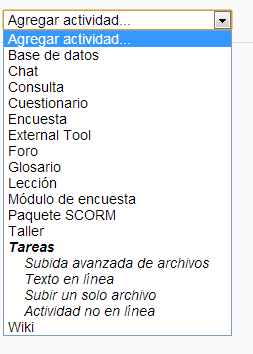 Agregar actividad...
Agregar actividad...
Base de datos
Chat
Consulta
Cuestionario
Encuesta
External Tool
Foro
Glosario
Lección
Módulo de encuesta
Paquete SCORM
Taller
Tareas
Subida avanzada de archivos
Texto en línea
Subir un solo archivo
Actividad no en línea
Wiki